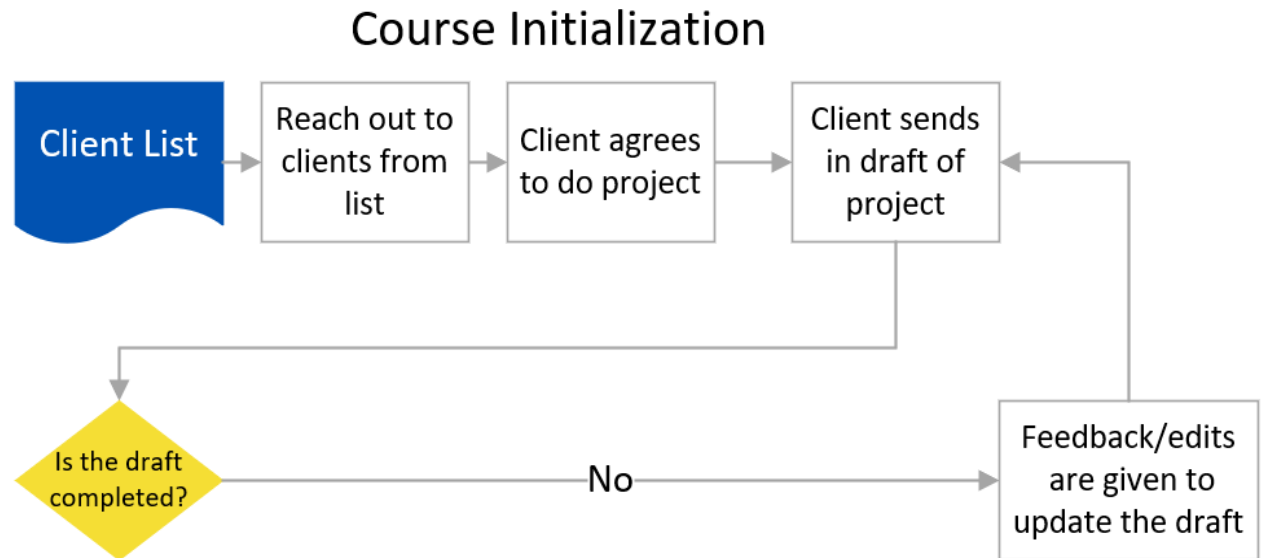 Course Initialization
Client List
Reach out to
clients from
list
Client agrees
to do project
Client sends
in draft of
project
Is the draft
completed?
No
Feedback/edits
are given to
update the draft